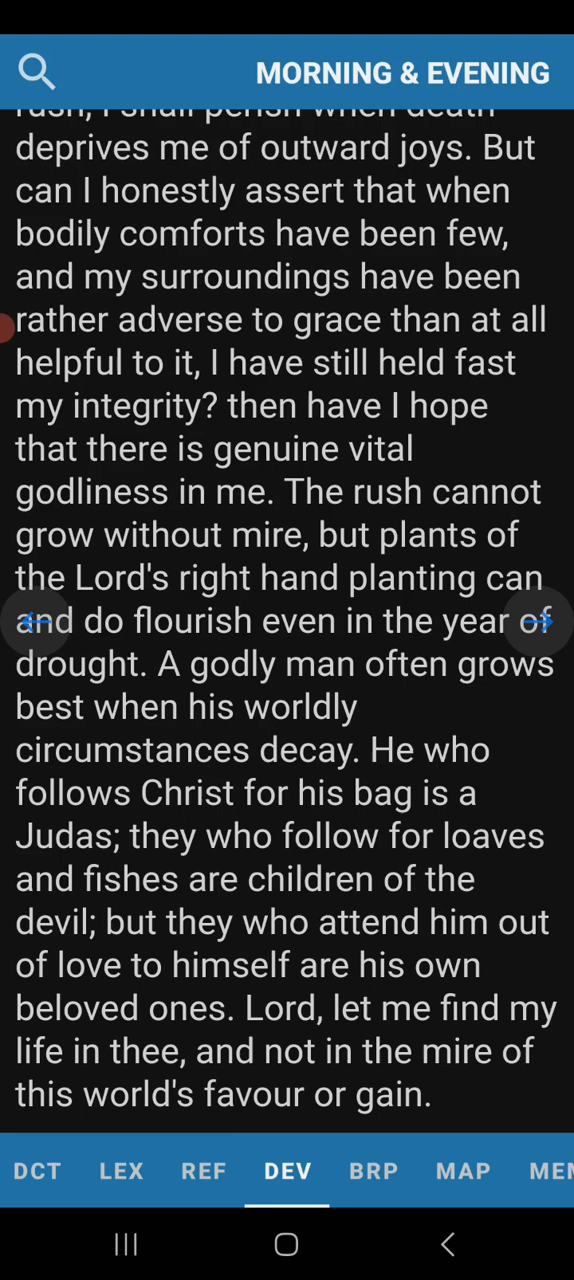 MORNING & EVENING
rush, I shall perish when death
deprives me of outward joys. But
can I honestly assert that when
bodily comforts have been few,
and my surroundings have been
rather adverse to grace than at all
helpful to it, I have still held fast
my integrity? then have I hope
that there is genuine vital
godliness in me. The rush cannot
grow without mire, but plants of
the Lord's right hand planting can
and do flourish even in the year of
drought. A godly man often grows
best when his worldly
circumstances decay. He who
follows Christ for his bag is a
Judas; they who follow for loaves
and fishes are children of the
devil; but they who attend him out
of love to himself are his own
beloved ones. Lord, let me find my
life in thee, and not in the mire of
this world's favour or gain.
DCT LEX REF DEV BRP MAP